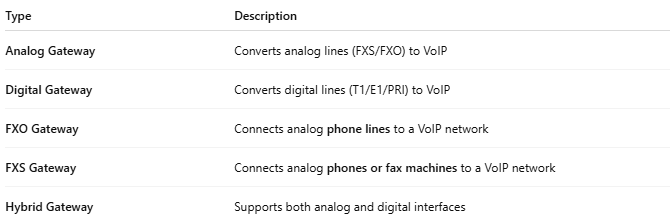 Type Description
Analog Gateway Converts analog lines (FXS/FXO) to VoIP
Digital Gateway Converts digital lines (T1/E1/PRI) to VoIP
FXO Gateway Connects analog phone lines to a VoIP network
FXS Gateway Connects analog phones or fax machines to a VoIP network
Hybrid Gateway Supports both analog and digital interfaces